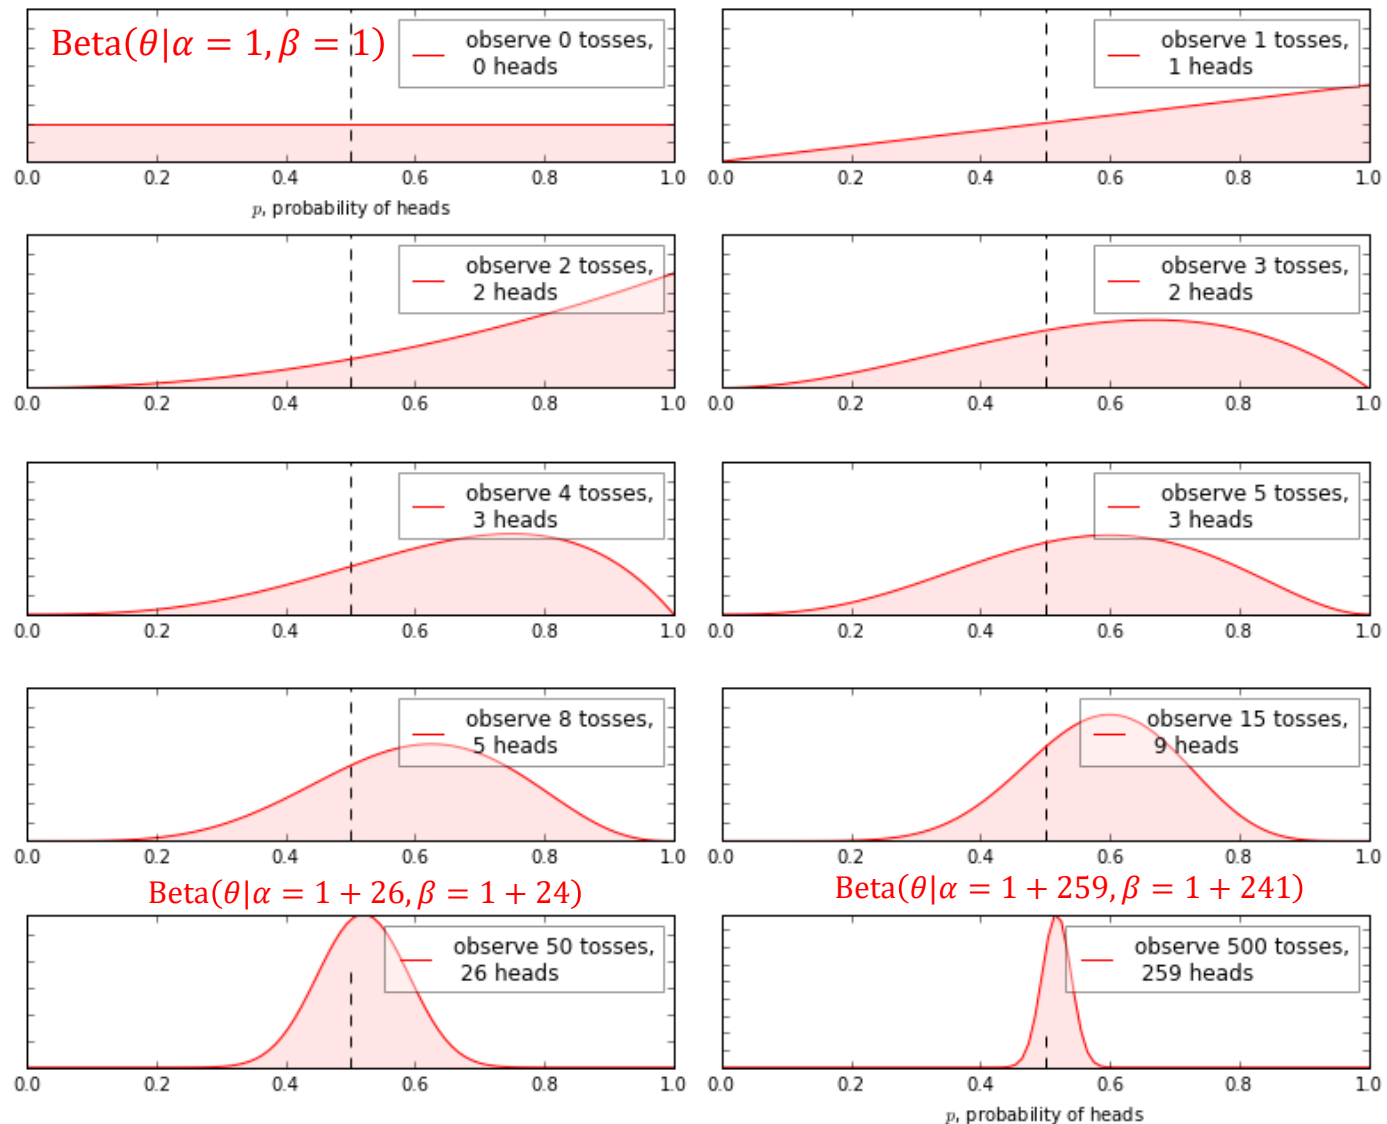 Beta(θ|α = 1, β = 1)
observe 0 tosses,
0 heads
0.0 0.2 0.4 0.6 0.8 1.0
p, probability of heads
observe 1 tosses,
1 heads
0.0 0.2 0.4 0.6 0.8 1.0
observe 2 tosses,
2 heads
0.0 0.2 0.4 0.6 0.8 1.0
observe 3 tosses,
2 heads
0.0 0.2 0.4 0.6 0.8 1.0
observe 4 tosses,
3 heads
0.0 0.2 0.4 0.6 0.8 1.0
observe 5 tosses,
3 heads
0.0 0.2 0.4 0.6 0.8 1.0
observe 8 tosses,
5 heads
0.0 0.2 0.4 0.6 0.8 1.0
observe 15 tosses,
9 heads
0.0 0.2 0.4 0.6 0.8 1.0
Beta(θ|α = 1 + 26, β = 1 + 24)
observe 50 tosses,
26 heads
0.0 0.2 0.4 0.6 0.8 1.0
Beta(θ|α = 1 + 259, β = 1 + 241)
observe 500 tosses,
259 heads
0.0 0.2 0.4 0.6 0.8 1.0
p, probability of heads